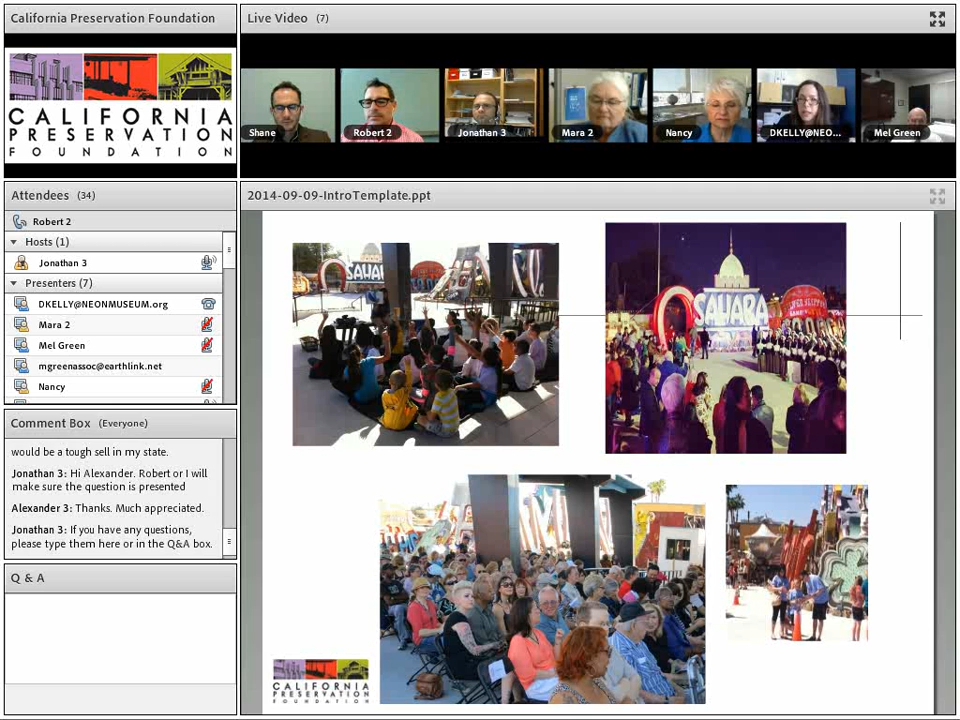 California Preservation Foundation
CALIFORNIA
PRESERVATION
FOUNDATION
Live Video (7)
Shane
Robert 2
Jonathan 3
Mara 2
Nancy
DKELLY@NEO...
Mel Green
Attendees (34)
Robert 2
Hosts (1)
Jonathan 3
Presenters (7)
DKELLY@NEONMUSEUM.org
Mara 2
Mel Green
mgreenassoc@earthlink.net
Nancy
Comment Box (Everyone)
would be a tough sell in my state.
Jonathan 3: Hi Alexander. Robert or I will
make sure the question is presented
Alexander 3: Thanks. Much appreciated.
Jonathan 3: If you have any questions,
please type them here or in the Q&A box.
Q & A
2014-09-09-IntroTemplate.ppt
SAHARA
SAHARA
CALIFORNIA
PRESERVATION
FOUNDATION